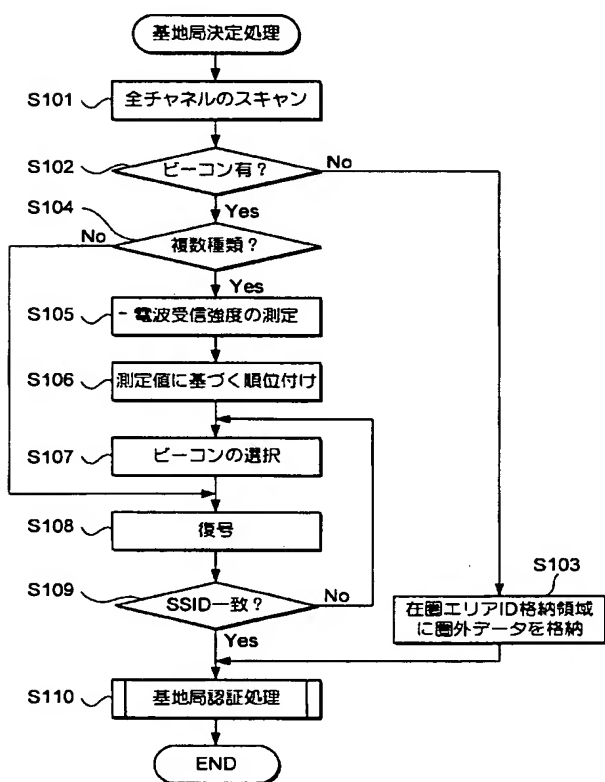 基地局決定処理
S101
全チャネルのスキャン
S102
ビーコン有?
No
Yes
S104
No
複数種類?
Yes
S105
電波受信強度の測定
S106
測定値に基づく順位付け
S107
ビーコンの選択
S108
復号
S109
SSID一致?
No
Yes
S103
在圏エリアID格納領域
に圏外データを格納
S110
基地局認証処理
END